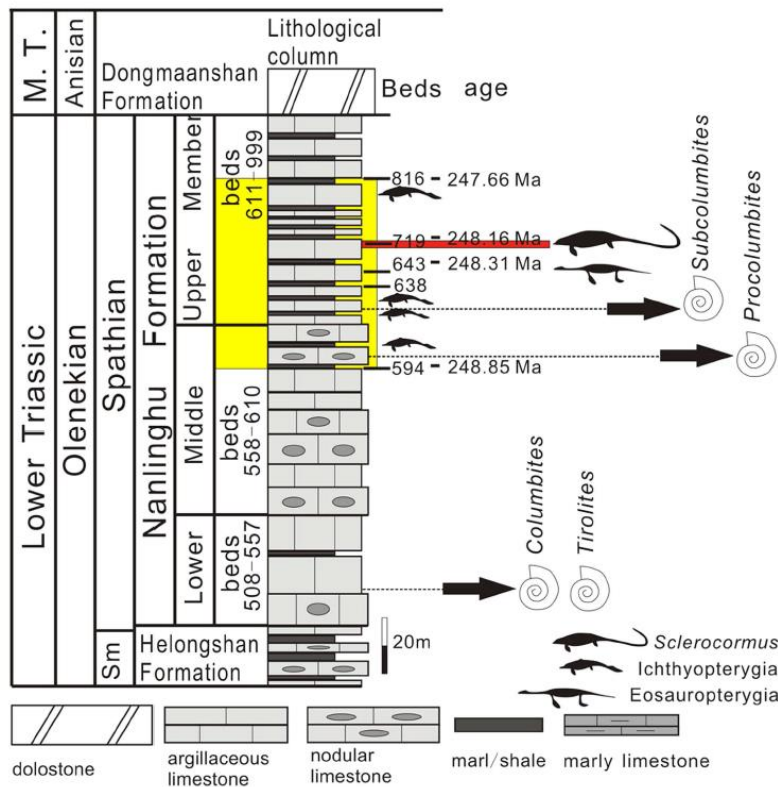 M. T.
Anisian
Dongmaanshan
Formation
Lithological
column
Beds age
Lower Triassic
Olenekian
Spathian
Sm
Nanlinghu Formation
Upper Member
beds
611-999
Middle
beds
558-610
Lower
beds
508-557
Helongshan
Formation
816 - 247.66 Ma
719 - 248.16 Ma
643 - 248.31 Ma
638
594 - 248.85 Ma
Subcolumbites
Procolumbites
Columbites
Tirolites
20m
Sclerocormus
Ichthyopterygia
Eosauropterygia
dolostone
argillaceous
limestone
nodular
limestone
marl/shale
marly limestone